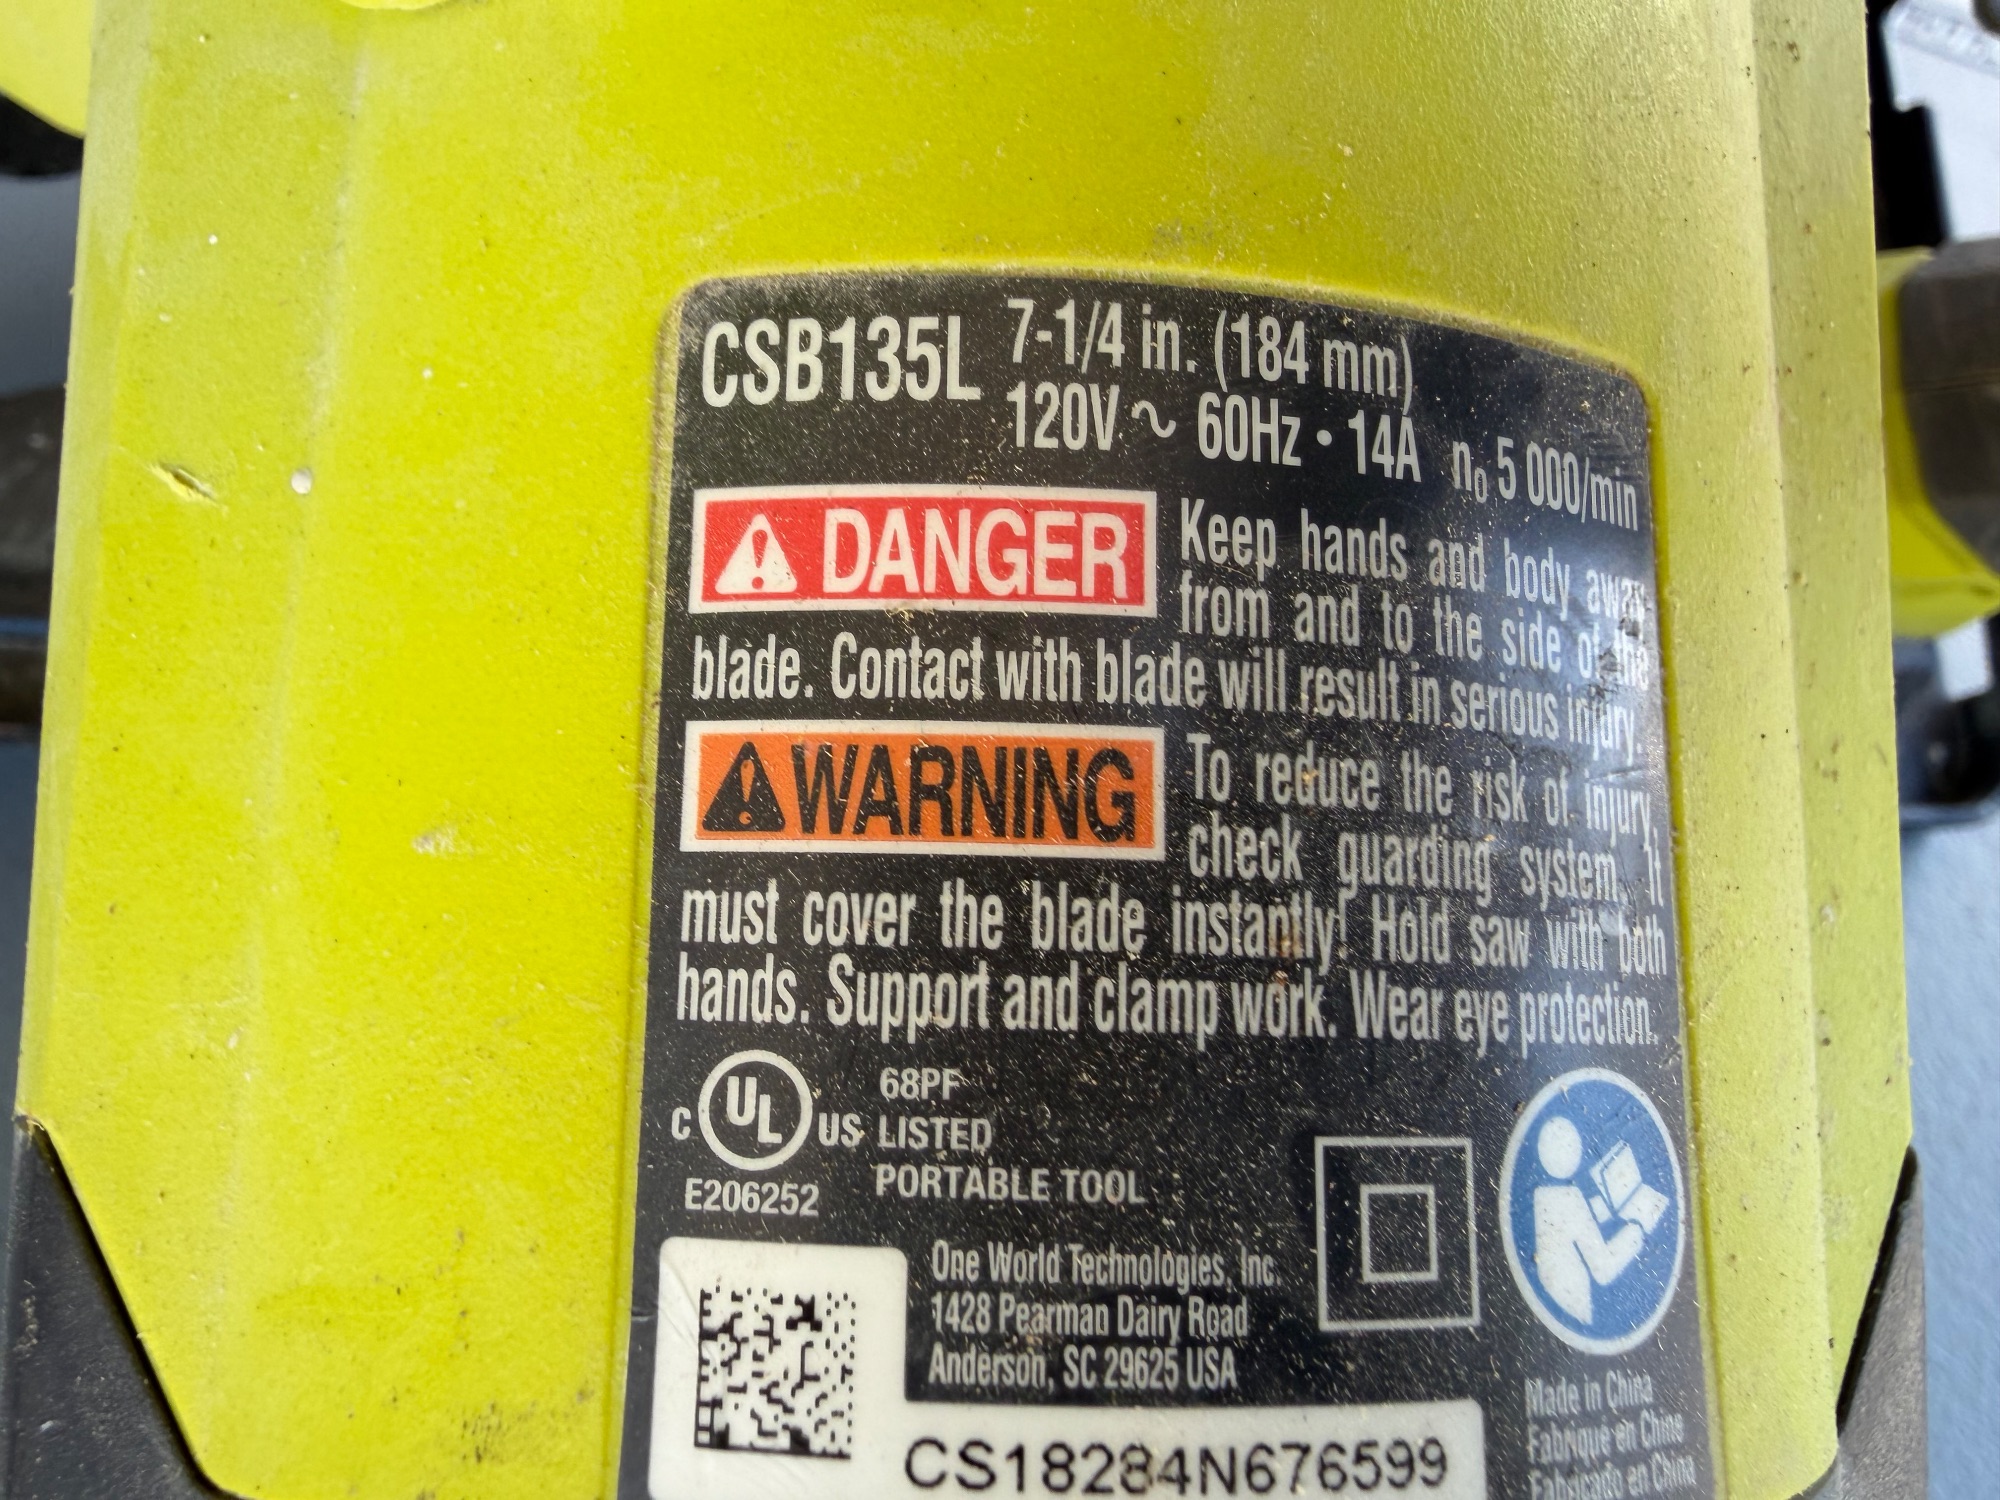 CSB135L 7-1/4 in. (184 mm)
120V ~ 60Hz • 14A n₀ 5 000/min
DANGER Keep hands and body away
from and to the side of the
blade. Contact with blade will result in serious injury.
WARNING To reduce the risk of injury,
check guarding system. It
must cover the blade instantly! Hold saw with both
hands. Support and clamp work. Wear eye protection.
C UL US 68PF
LISTED
PORTABLE TOOL
E206252
One World Technologies, Inc.
1428 Pearman Dairy Road
Anderson, SC 29625 USA
CS18284N676599
Made in China
Fabriqué en Chine
Fabricado en China